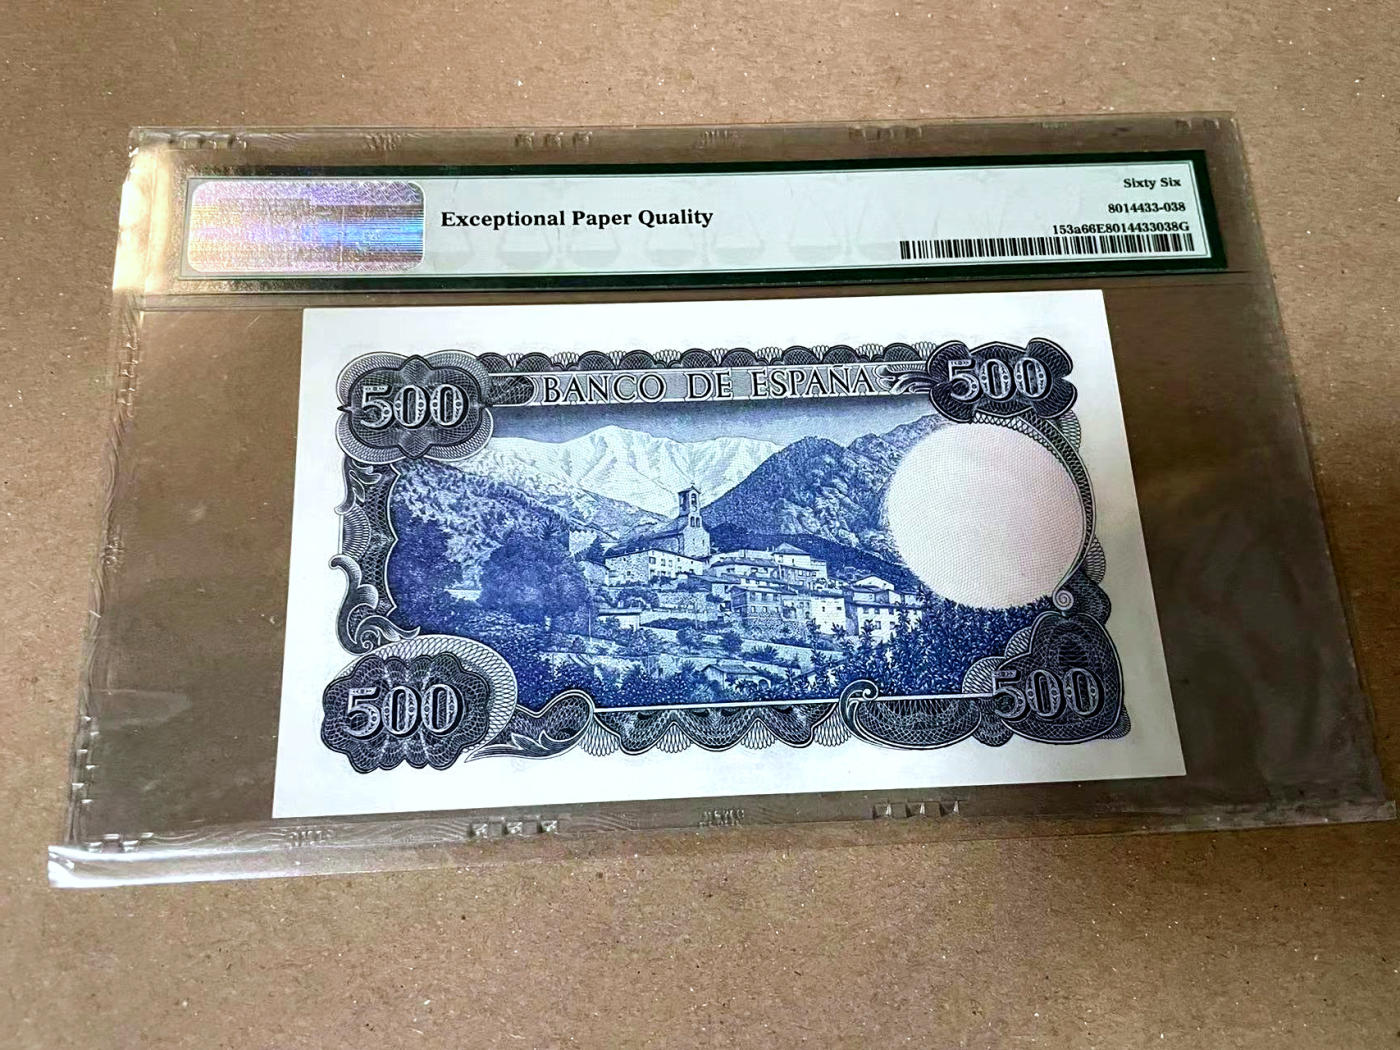 Exceptional Paper Quality
Sixty Six
8014433-038
153a66E8014433038G
500 BANCO DE ESPAÑA 500
500 500